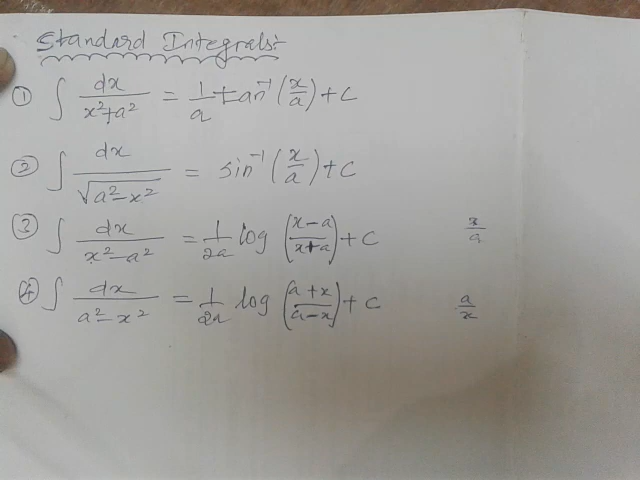 Standard Integrals:-
① ∫ dx / x²+a² = 1/a tan⁻¹ (x/a) + c
② ∫ dx / √a²-x² = sin⁻¹ (x/a) + c
③ ∫ dx / x²-a² = 1/2a log (x-a / x+a) + c x/a
④ ∫ dx / a²-x² = 1/2a log (a+x / a-x) + c a/x